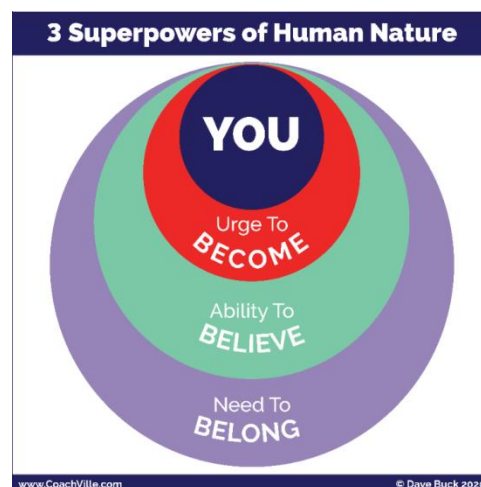 3 Superpowers of Human Nature
YOU
Urge To
BECOME
Ability To
BELIEVE
Need To
BELONG
www.CoachVille.com
© Dave Buck 2020